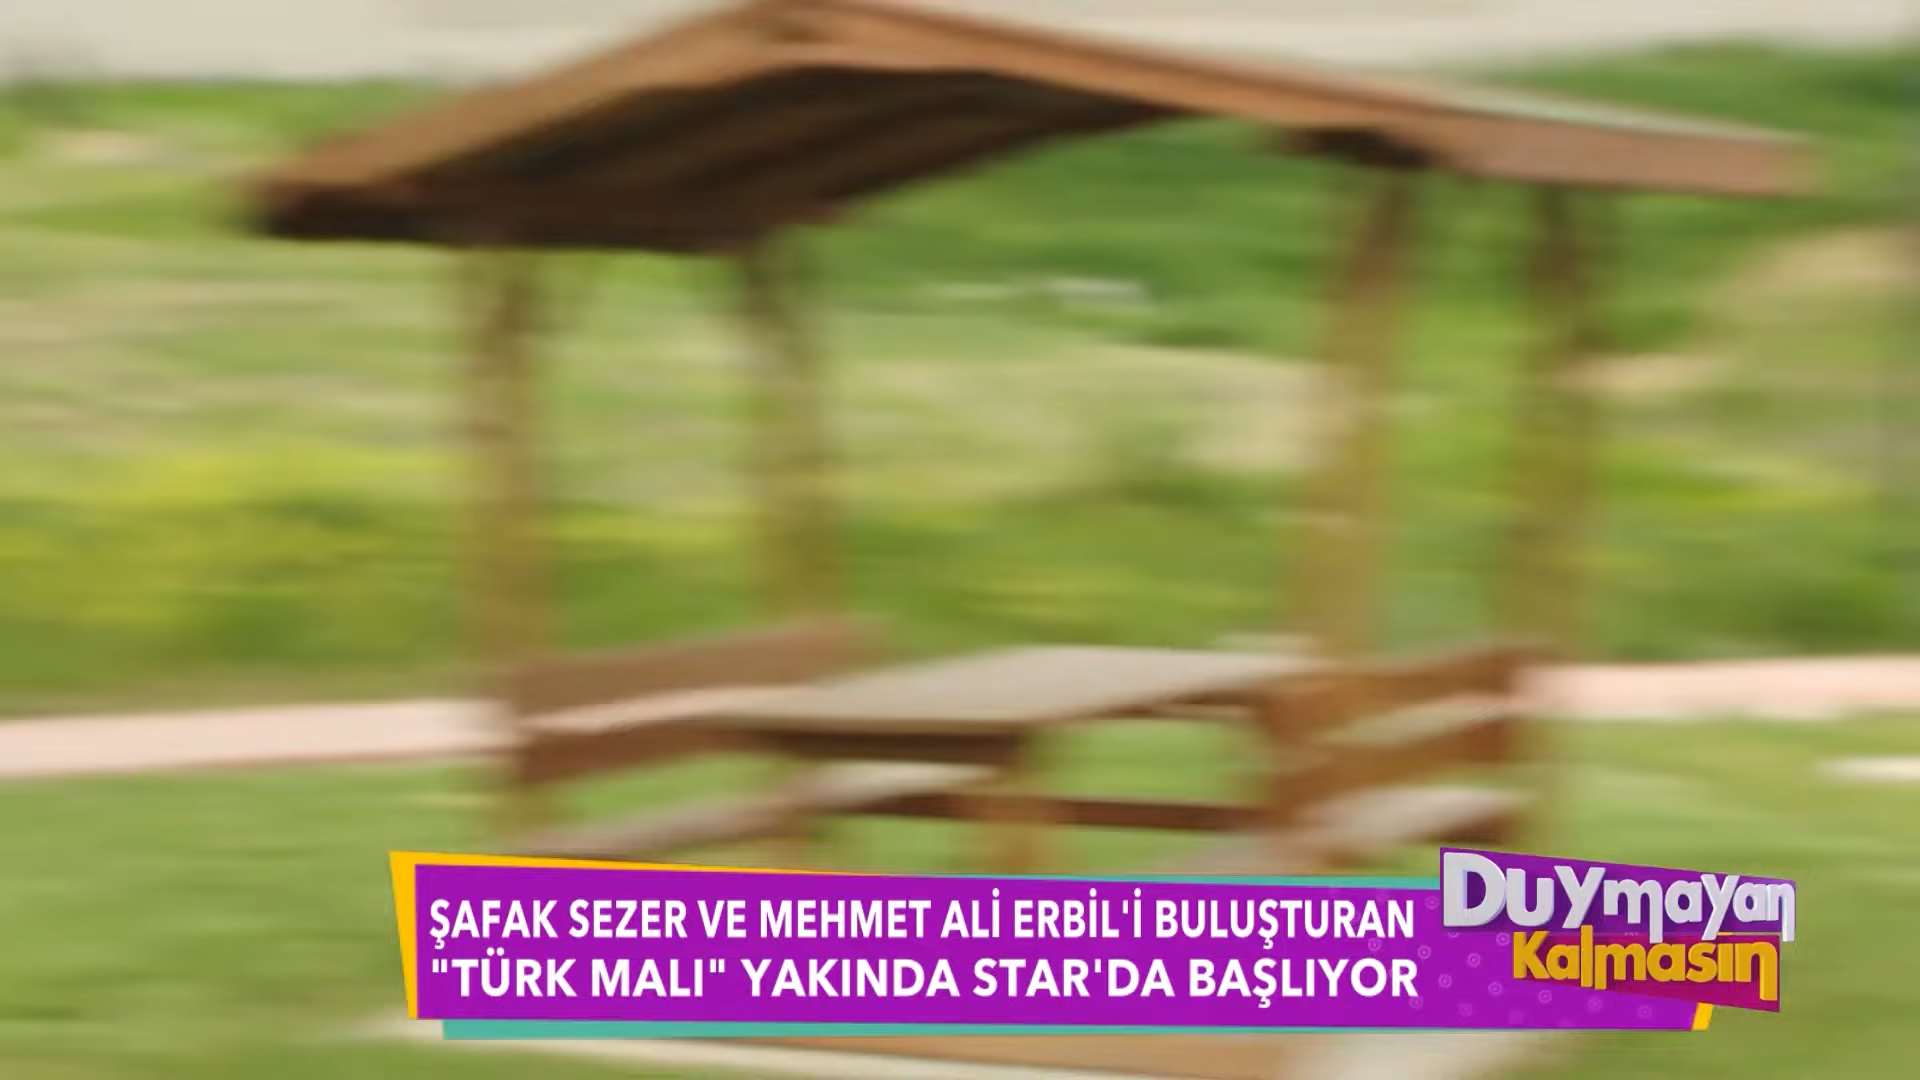 ŞAFAK SEZER VE MEHMET ALİ ERBİL'İ BULUŞTURAN
"TÜRK MALI" YAKINDA STAR'DA BAŞLIYOR
Duymayan
Kalmasın